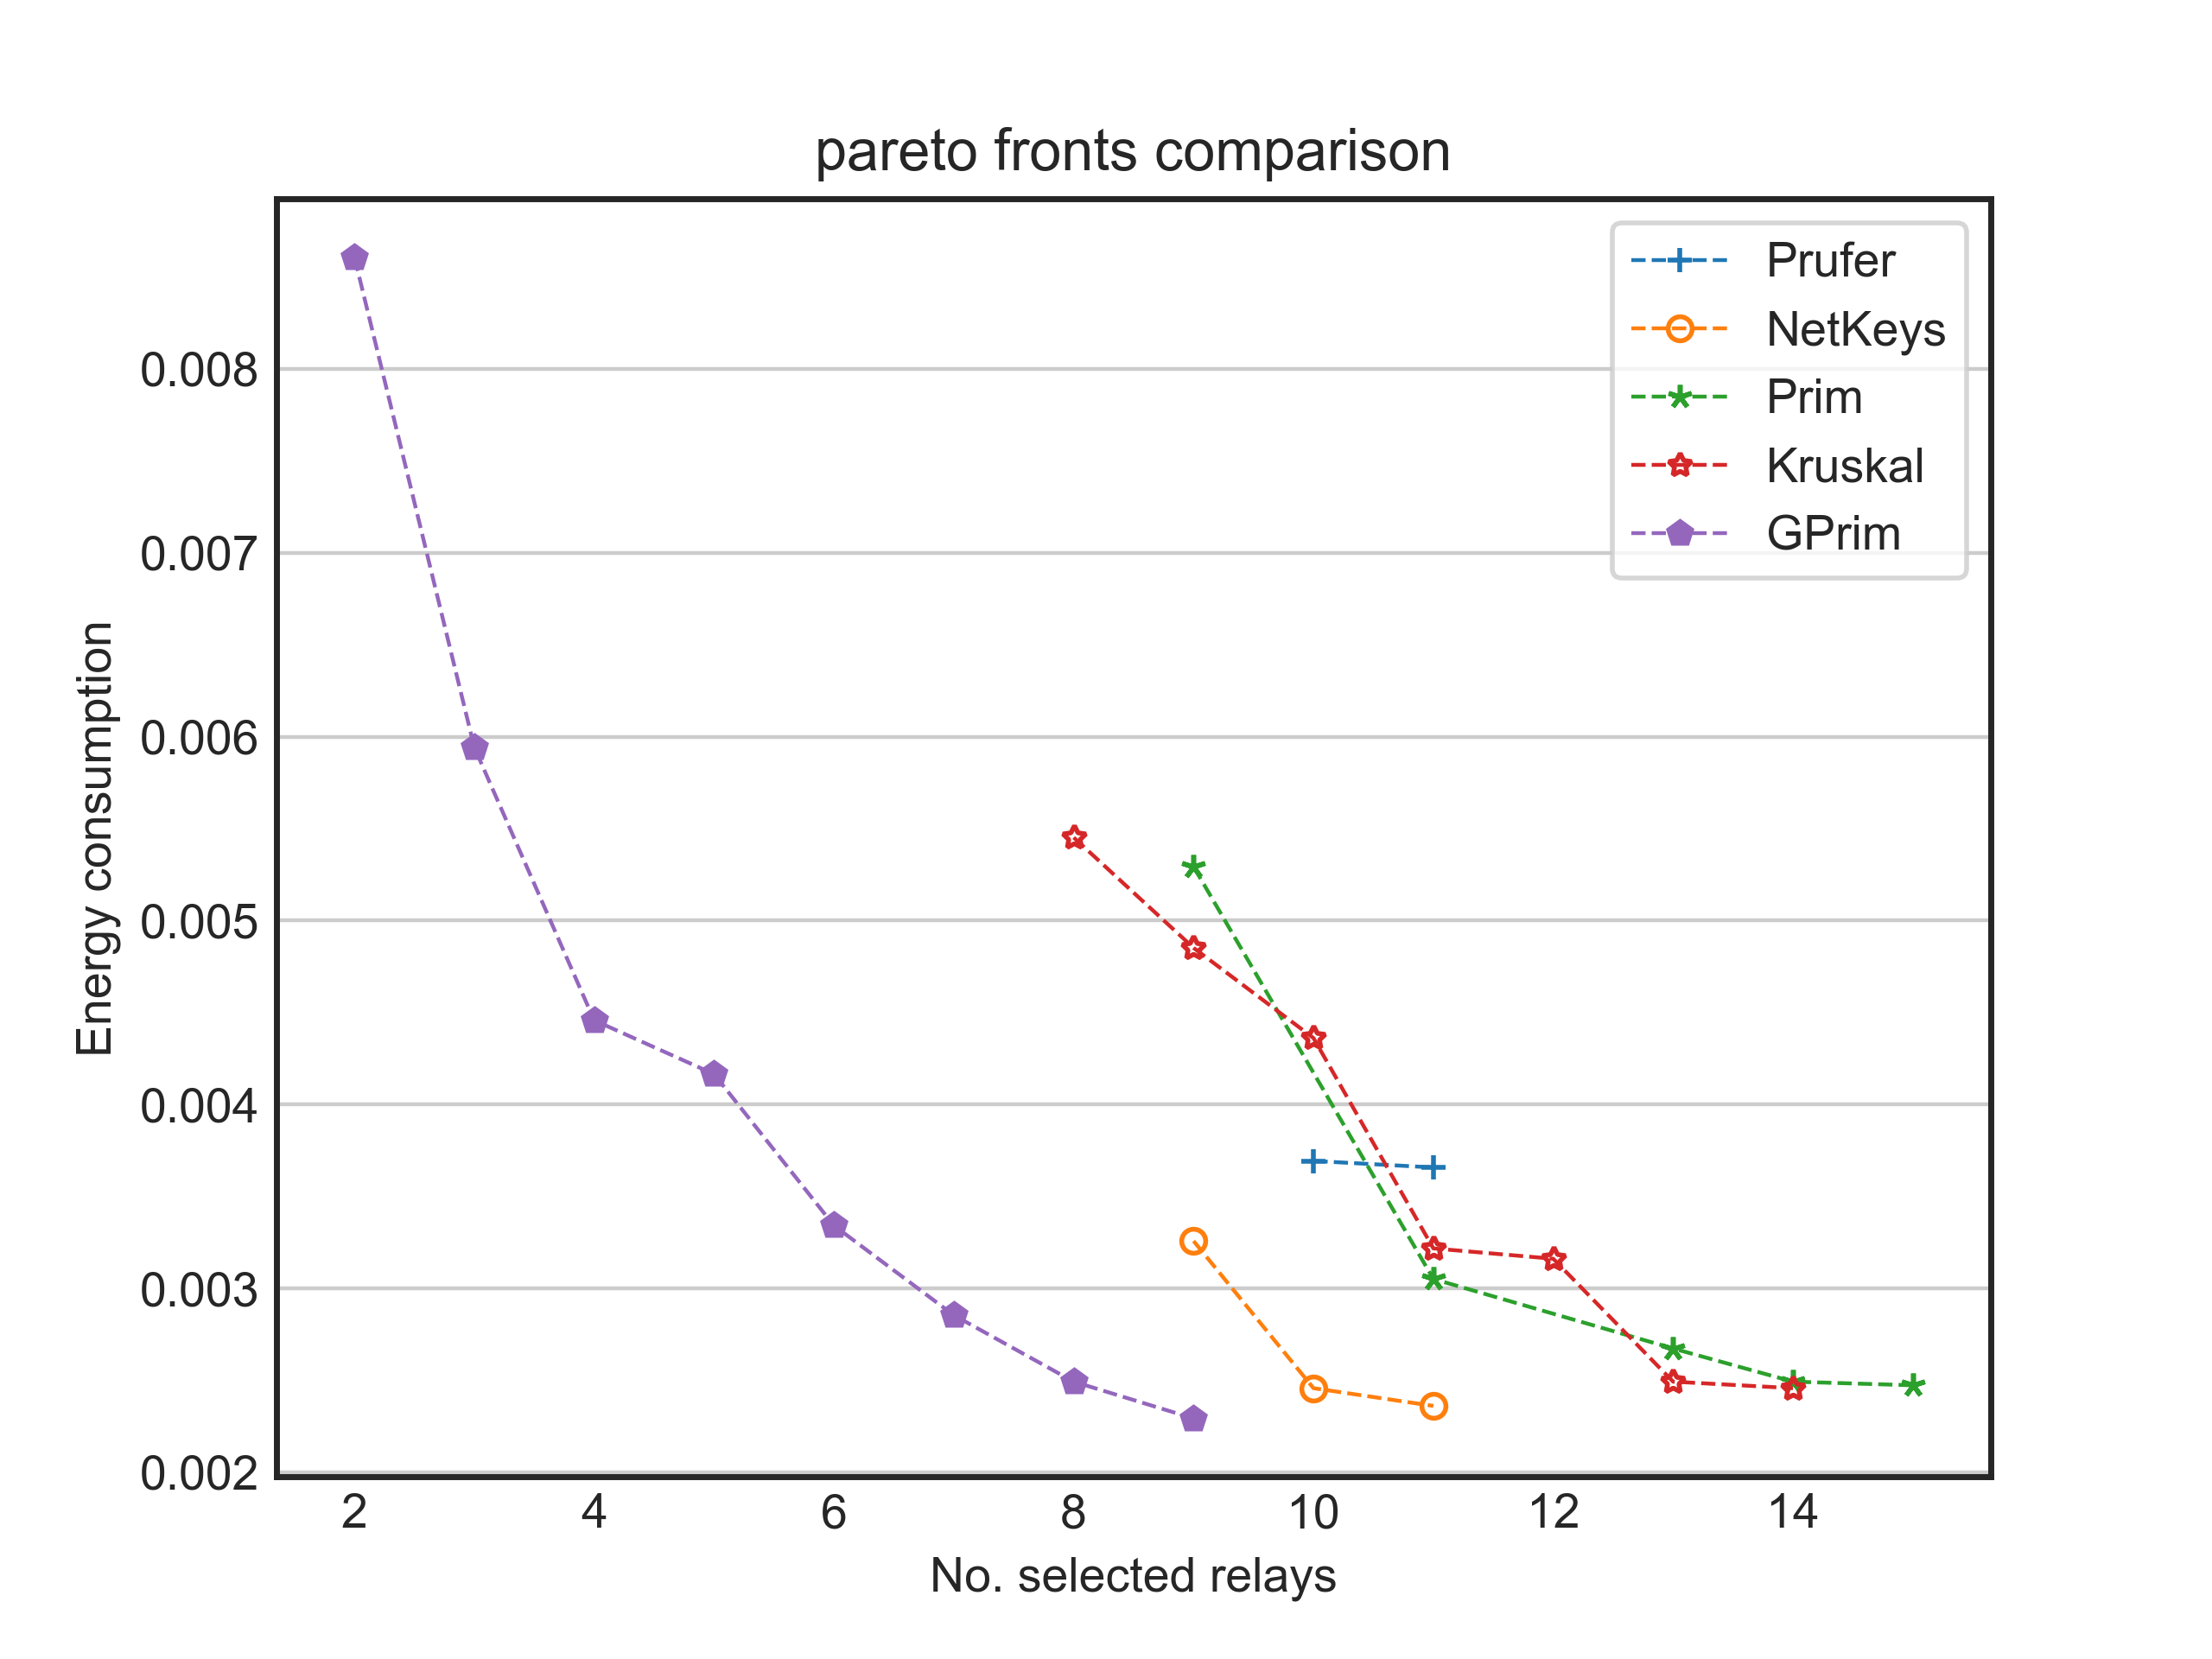 pareto fronts comparison
Prufer
NetKeys
Prim
Kruskal
GPrim
Energy consumption
0.008
0.007
0.006
0.005
0.004
0.003
0.002
2 4 6 8 10 12 14
No. selected relays